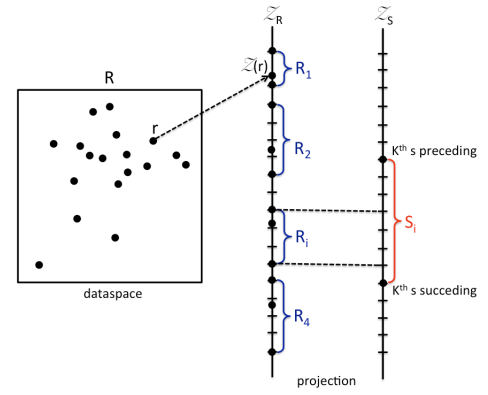 R
r
dataspace
𝒵R
𝒵S
𝒵(r)
R1
R2
Ri
R4
Kth s preceding
Si
Kth s succeding
projection